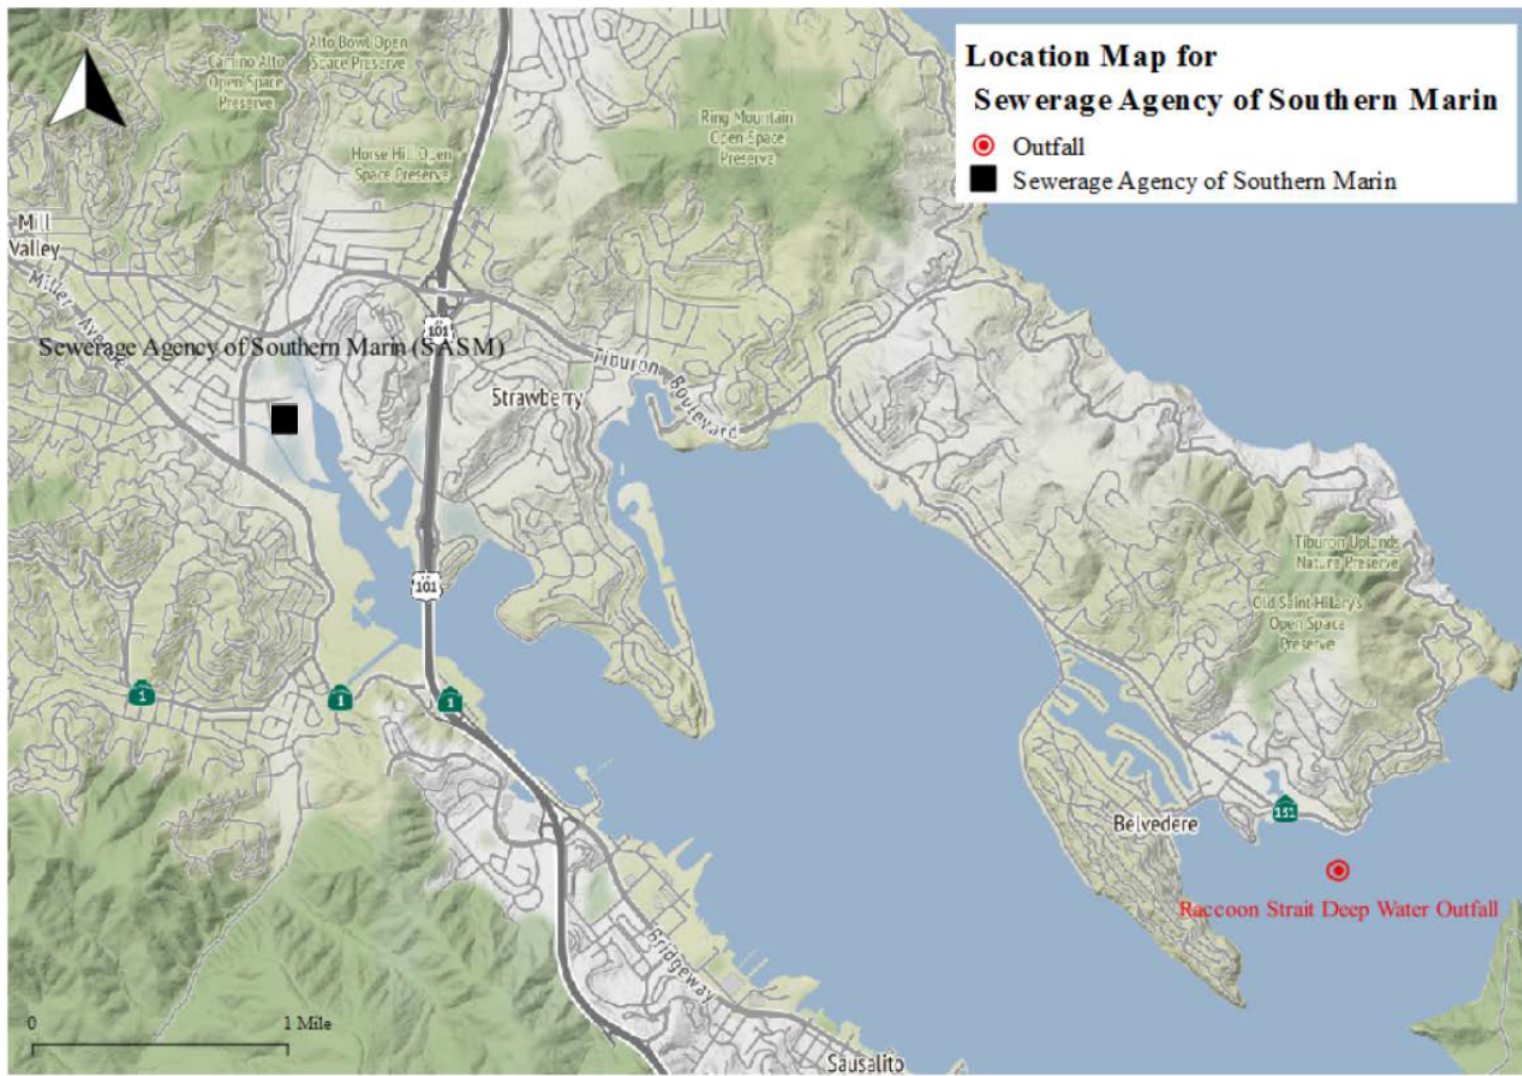 Location Map for
Sewerage Agency of Southern Marin
Outfall
Sewerage Agency of Southern Marin
Alto Bowl Open
Space Preserve
Camino Alto
Open Space
Preserve
Horse Hill Open
Space Preserve
Ring Mountain
Open Space
Preserve
Mill
Valley
Miller Avenue
101
Sewerage Agency of Southern Marin (SASM)
Tiburon Boulevard
Strawberry
101
Tiburon Uplands
Nature Preserve
Old Saint Hilary's
Open Space
Preserve
1
1
1
131
Belvedere
Raccoon Strait Deep Water Outfall
Bridgeway
0
1 Mile
Sausalito